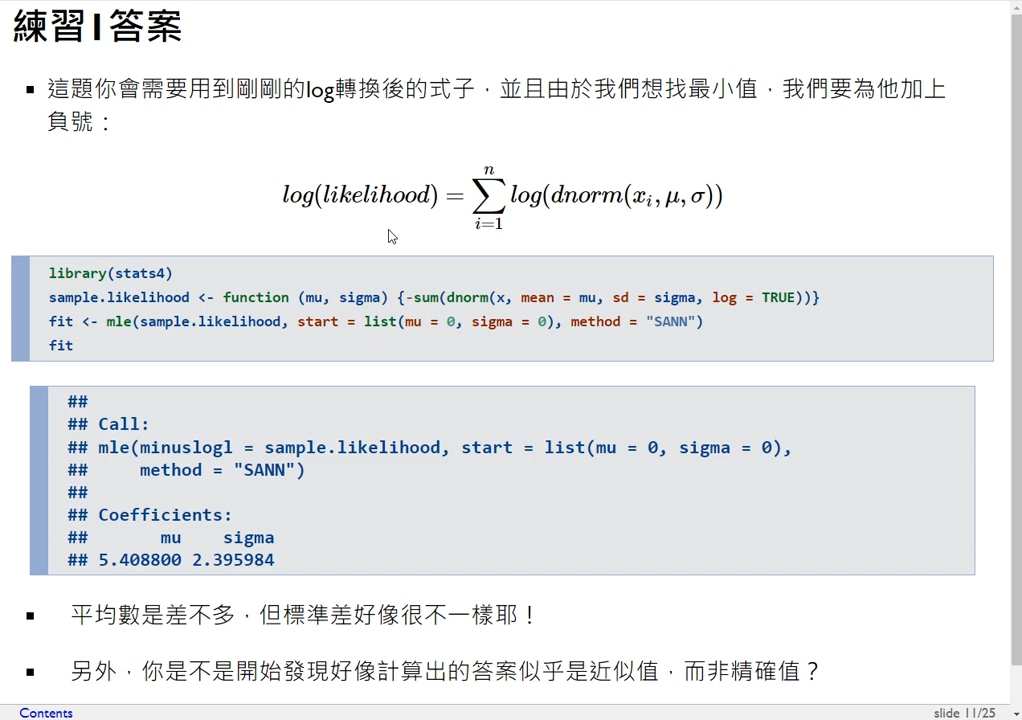 練習1答案
▪ 這題你會需要用到剛剛的log轉換後的式子，並且由於我們想找最小值，我們要為他加上
負號：
log(likelihood) = \sum_{i=1}^{n} log(dnorm(x_i, μ, σ))
library(stats4)
sample.likelihood <- function (mu, sigma) {-sum(dnorm(x, mean = mu, sd = sigma, log = TRUE))}
fit <- mle(sample.likelihood, start = list(mu = 0, sigma = 0), method = "SANN")
fit
##
## Call:
## mle(minuslogl = sample.likelihood, start = list(mu = 0, sigma = 0),
##     method = "SANN")
##
## Coefficients:
##       mu    sigma
## 5.408800 2.395984
▪ 平均數是差不多，但標準差好像很不一樣耶！
▪ 另外，你是不是開始發現好像計算出的答案似乎是近似值，而非精確值？
Contents
slide 11/25